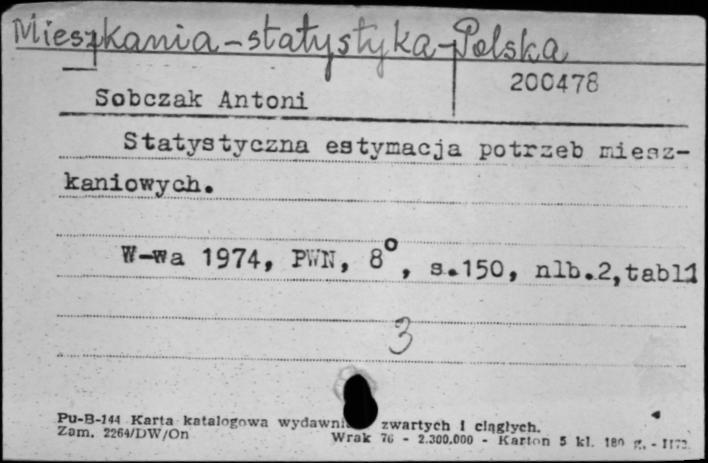 Mieszkania-statystyka-Polska
200478
Sobczak Antoni
Statystyczna estymacja potrzeb miesz-
kaniowych.
W-wa 1974, PWN, 8°, s.150, nlb.2, tabl1
3
Pu-B-144 Karta katalogowa wydawni zwartych i ciągłych.
Zam. 2264/DW/On Wrak 76 - 2.300.000 - Karton 5 kl. 180 g. -